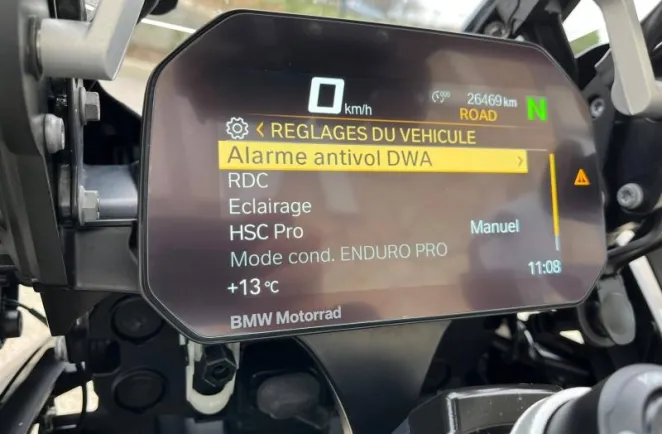 0 km/h
26469 km
ROAD N
< REGLAGES DU VEHICULE
Alarme antivol DWA >
RDC
Eclairage
HSC Pro Manuel
Mode cond. ENDURO PRO
+13 °C 11:08
BMW Motorrad